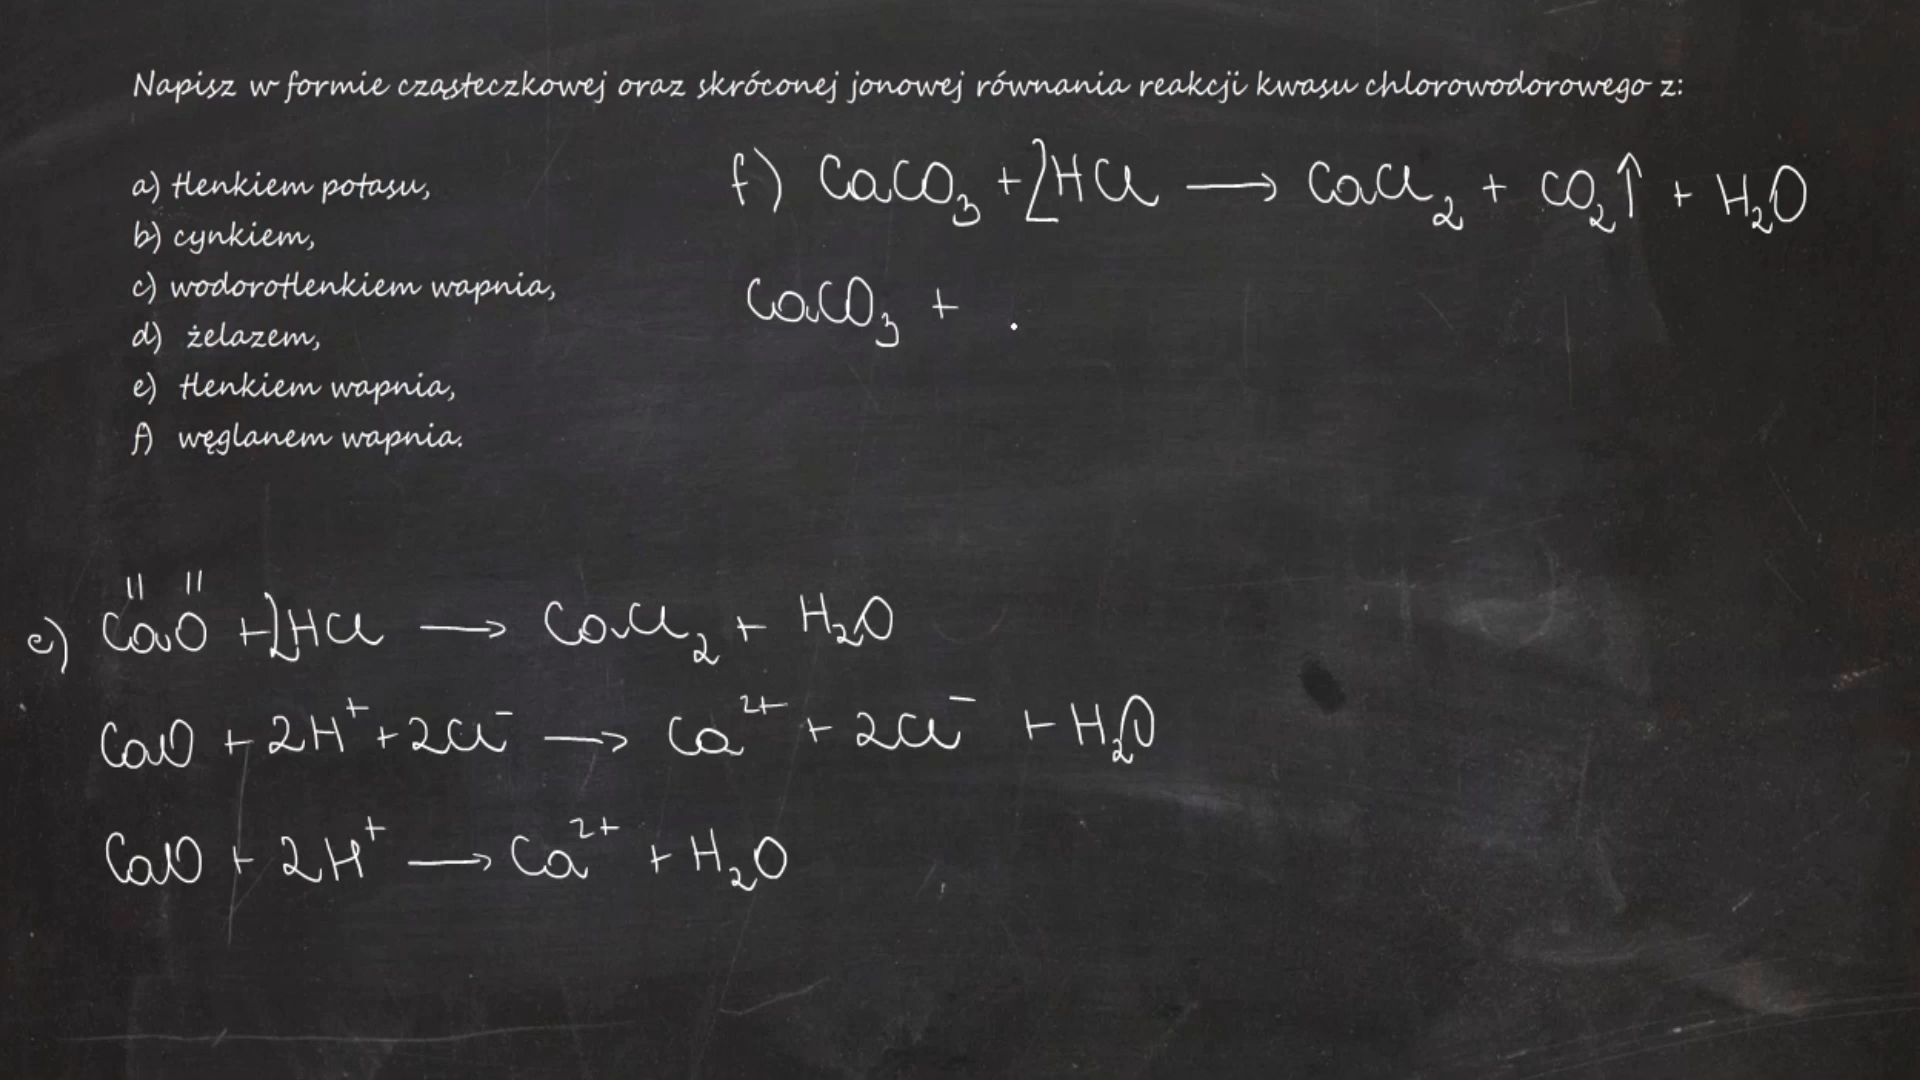 Napisz w formie cząsteczkowej oraz skróconej jonowej równania reakcji kwasu chlorowodorowego z:
a) tlenkiem potasu,
b) cynkiem,
c) wodorotlenkiem wapnia,
d) żelazem,
e) tlenkiem wapnia,
f) węglanem wapnia.
f) CaCO₃ + 2HCl ⟶ CaCl₂ + CO₂↑ + H₂O
CaCO₃ + .
II II
e) CaO + 2HCl ⟶ CaCl₂ + H₂O
CaO + 2H⁺ + 2Cl⁻ ⟶ Ca²⁺ + 2Cl⁻ + H₂O
CaO + 2H⁺ ⟶ Ca²⁺ + H₂O